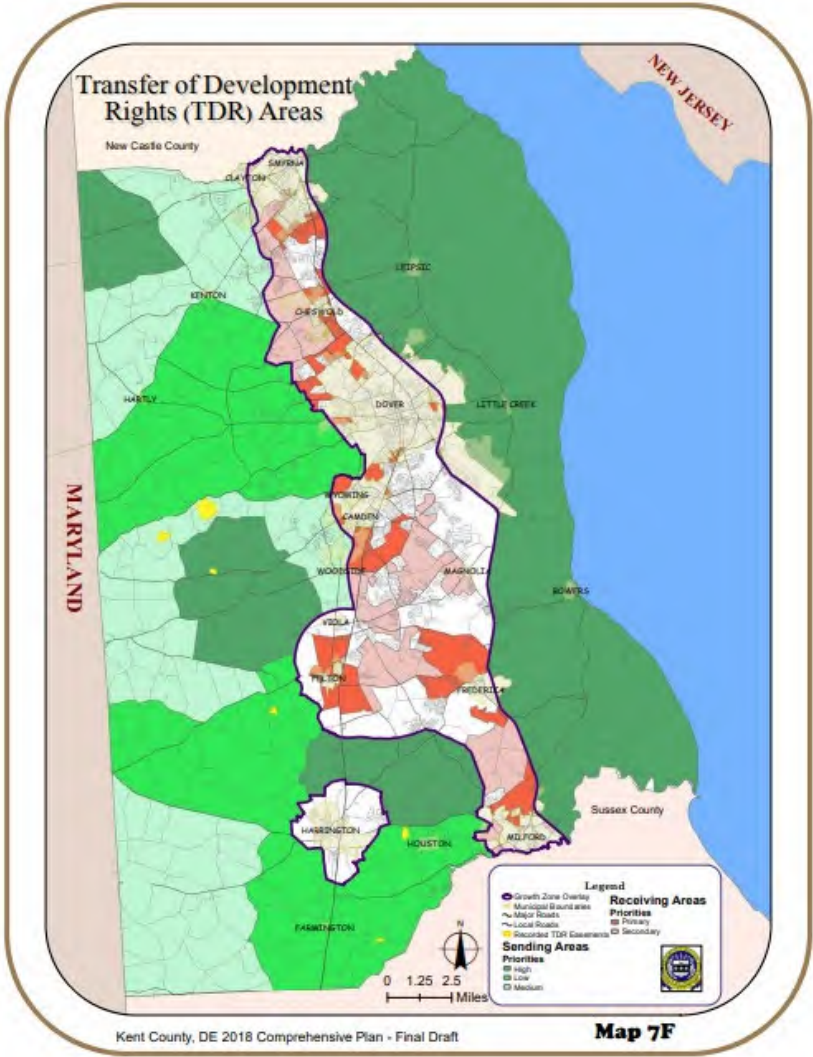 Transfer of Development
Rights (TDR) Areas
New Castle County
NEW JERSEY
SMYRNA
CLAYTON
LEIPSIC
KENTON
CHESWOLD
HARTLY
DOVER
LITTLE CREEK
WYOMING
CAMDEN
MARYLAND
WOODSIDE
MAGNOLIA
BOWERS
VIOLA
FELTON
FREDERICA
Sussex County
HARRINGTON
MILFORD
HOUSTON
FARMINGTON
N
0 1.25 2.5
Miles
Legend
Growth Zone Overlay
Municipal Boundaries
Major Roads
Local Roads
Recorded TDR Easements
Sending Areas
Priorities
High
Low
Medium
Receiving Areas
Priorities
Primary
Secondary
Kent County, DE 2018 Comprehensive Plan - Final Draft
Map 7F